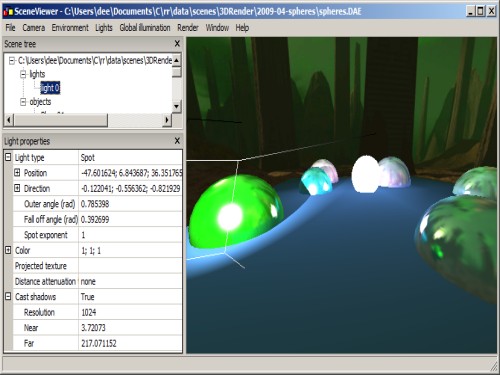 SceneViewer - C:\Users\dee\Documents\C\rr\data\scenes\3DRender\2009-04-spheres\spheres.DAE
File Camera Environment Lights Global illumination Render Window Help
Scene tree
C:\Users\dee\Documents\C\rr\data\scenes\3DRende
lights
light 0
objects
Light properties
Light type Spot
Position -47.601624; 6.843687; 36.351765
Direction -0.122041; -0.556362; -0.821929
Outer angle (rad) 0.785398
Fall off angle (rad) 0.392699
Spot exponent 1
Color 1; 1; 1
Projected texture
Distance attenuation none
Cast shadows True
Resolution 1024
Near 3.72073
Far 217.071152